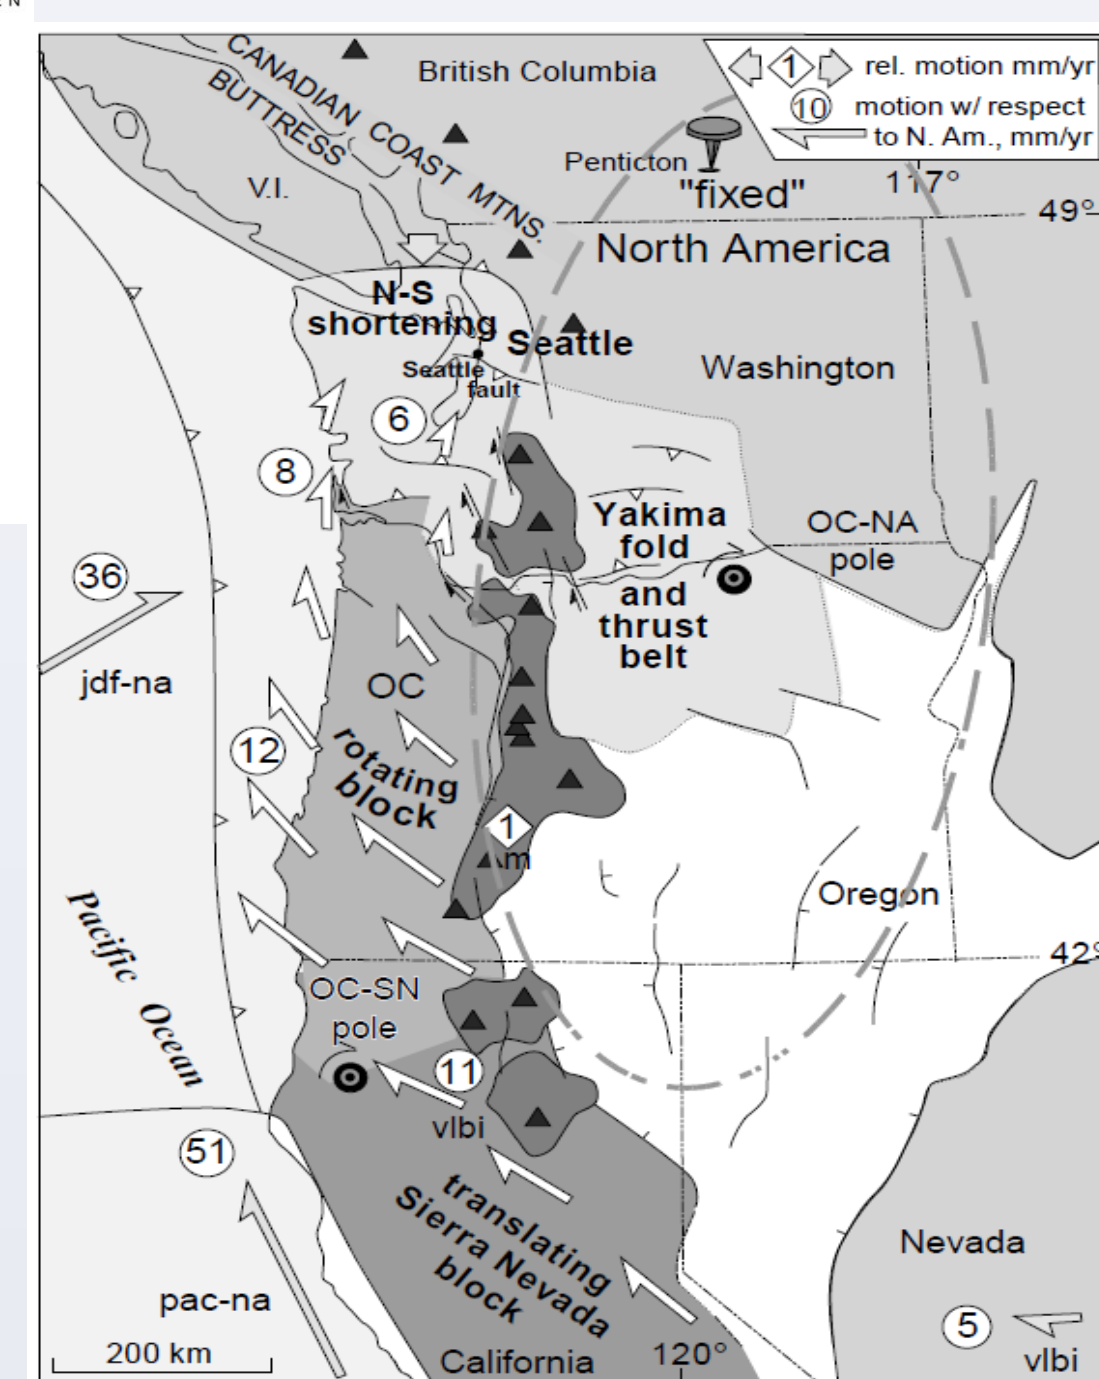 N
CANADIAN COAST MTNS.
BUTTRESS
British Columbia
1 rel. motion mm/yr
10 motion w/ respect
to N. Am., mm/yr
V.I.
Penticton
"fixed"
117°
49°
North America
N-S
shortening
Seattle
Seattle
fault
Washington
6
8
Yakima
fold
and
thrust
belt
OC-NA
pole
36
jdf-na
OC
rotating
block
12
1
m
Oregon
42°
Pacific Ocean
OC-SN
pole
11
vlbi
51
pac-na
translating
Sierra Nevada
block
Nevada
5
vlbi
200 km
California
120°